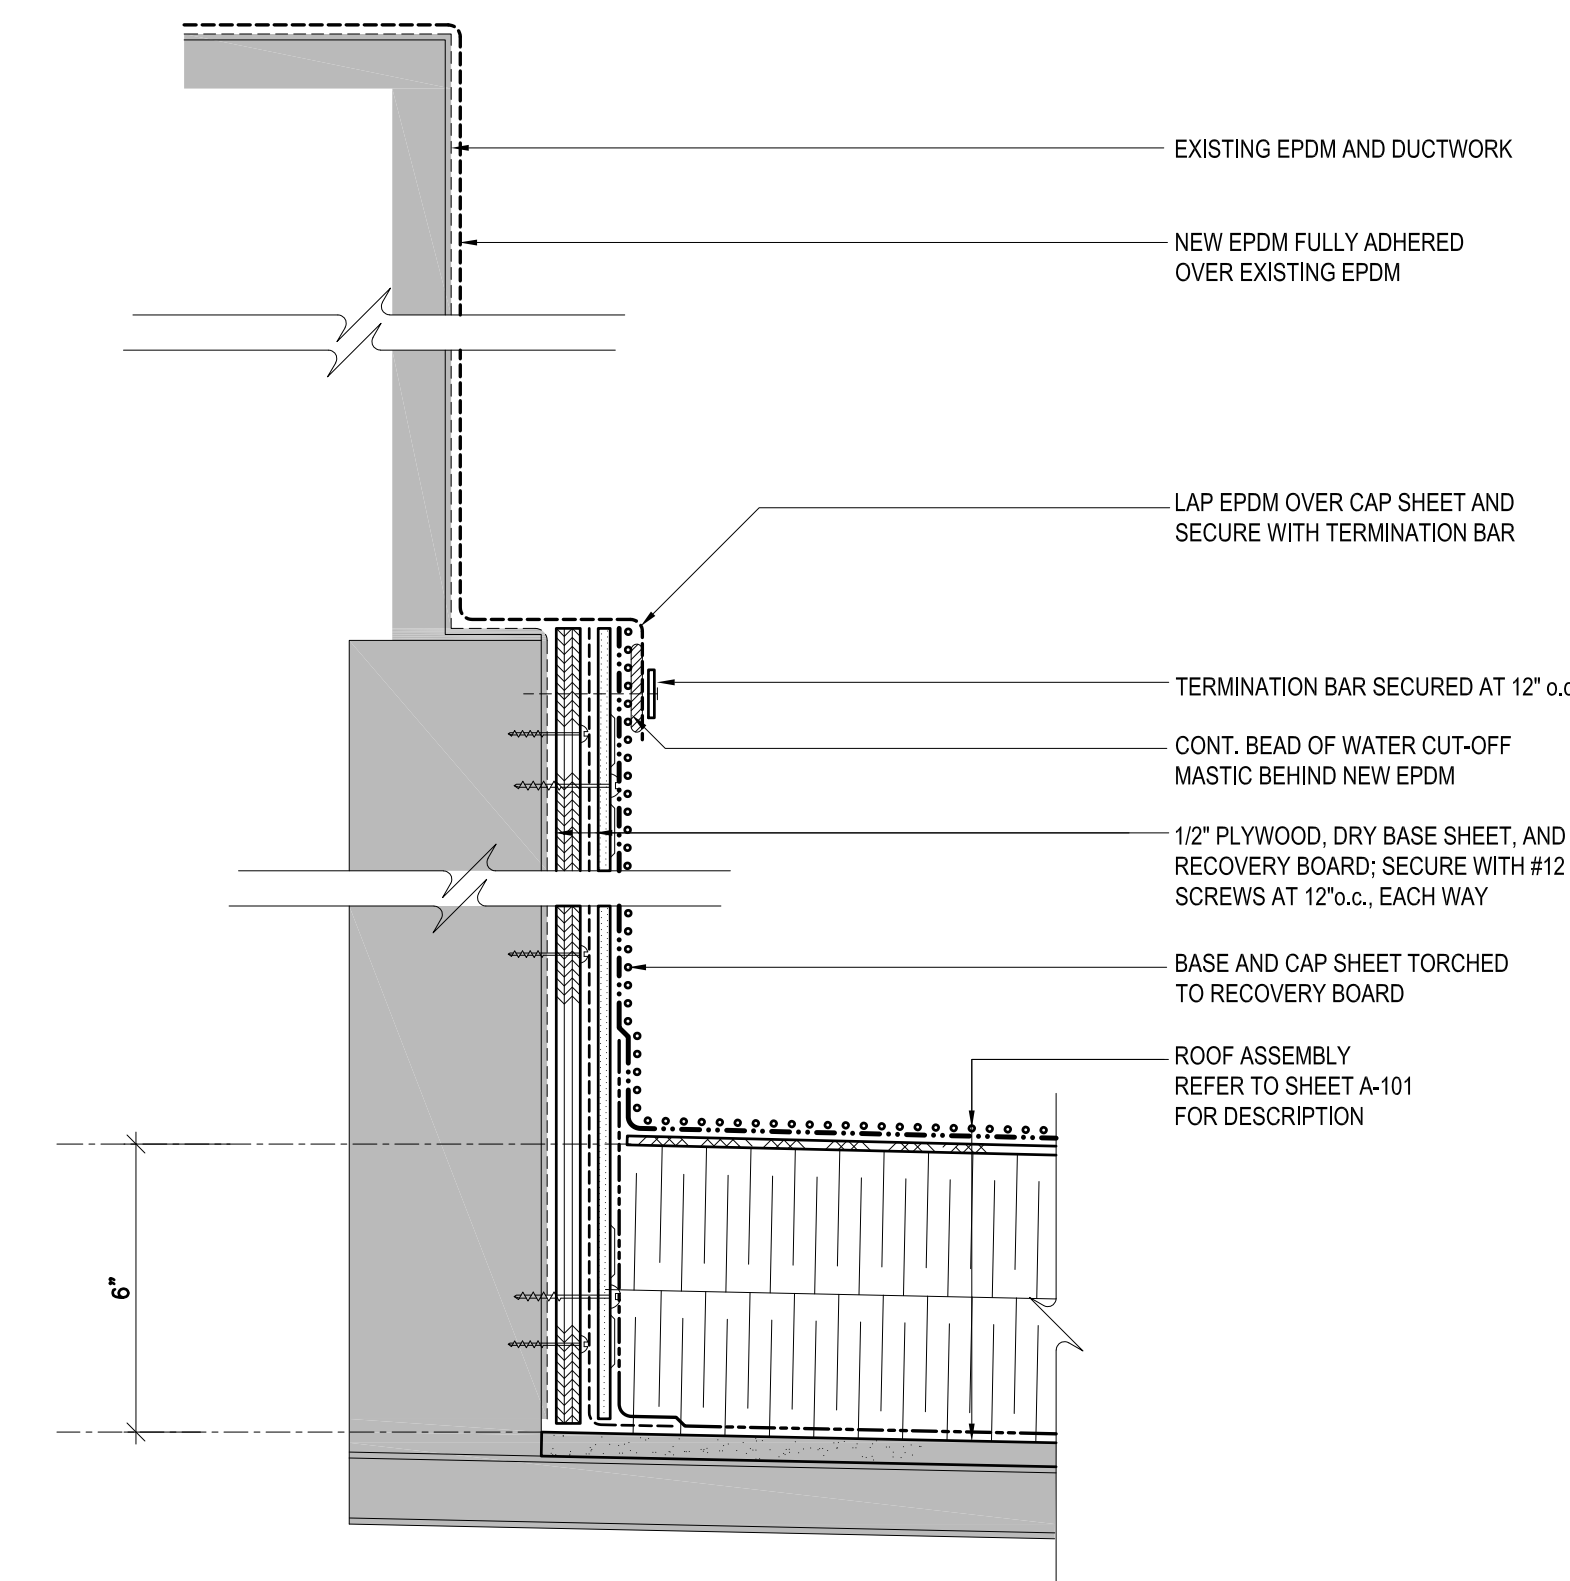 EXISTING EPDM AND DUCTWORK
NEW EPDM FULLY ADHERED
OVER EXISTING EPDM
LAP EPDM OVER CAP SHEET AND
SECURE WITH TERMINATION BAR
TERMINATION BAR SECURED AT 12" o.c
CONT. BEAD OF WATER CUT-OFF
MASTIC BEHIND NEW EPDM
1/2" PLYWOOD, DRY BASE SHEET, AND
RECOVERY BOARD; SECURE WITH #12
SCREWS AT 12"o.c., EACH WAY
BASE AND CAP SHEET TORCHED
TO RECOVERY BOARD
ROOF ASSEMBLY
REFER TO SHEET A-101
FOR DESCRIPTION
6"